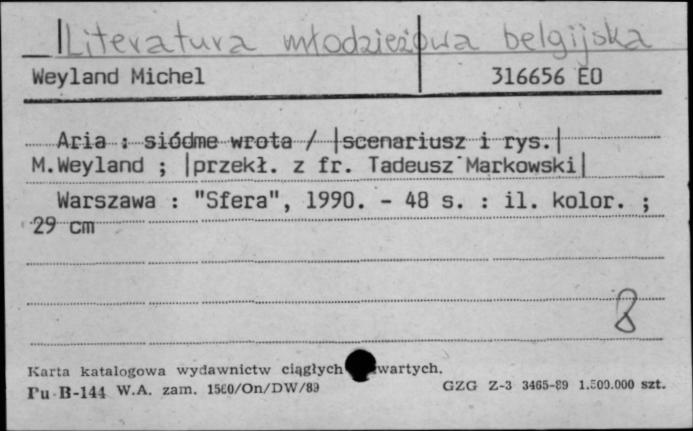 Literatura młodzieżowa belgijska
Weyland Michel 316656 EO
Aria : siódme wrota / |scenariusz i rys.|
M.Weyland ; |przekł. z fr. Tadeusz Markowski|
Warszawa : "Sfera", 1990. - 48 s. : il. kolor. ;
29 cm
8
Karta katalogowa wydawnictw ciągłych wartych.
Pu B-144 W.A. zam. 1560/On/DW/89 GZG Z-3 3465-89 1.500.000 szt.